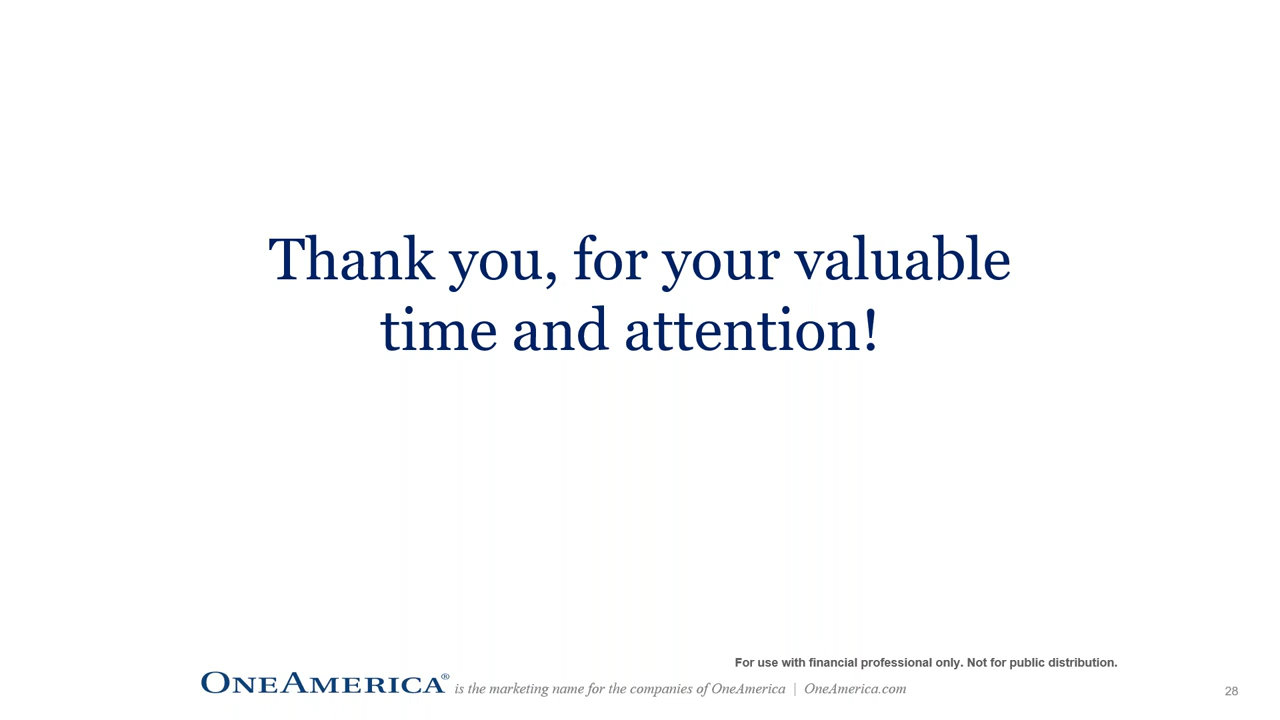 Thank you, for your valuable
time and attention!
For use with financial professional only. Not for public distribution.
ONEAMERICA® is the marketing name for the companies of OneAmerica | OneAmerica.com
28